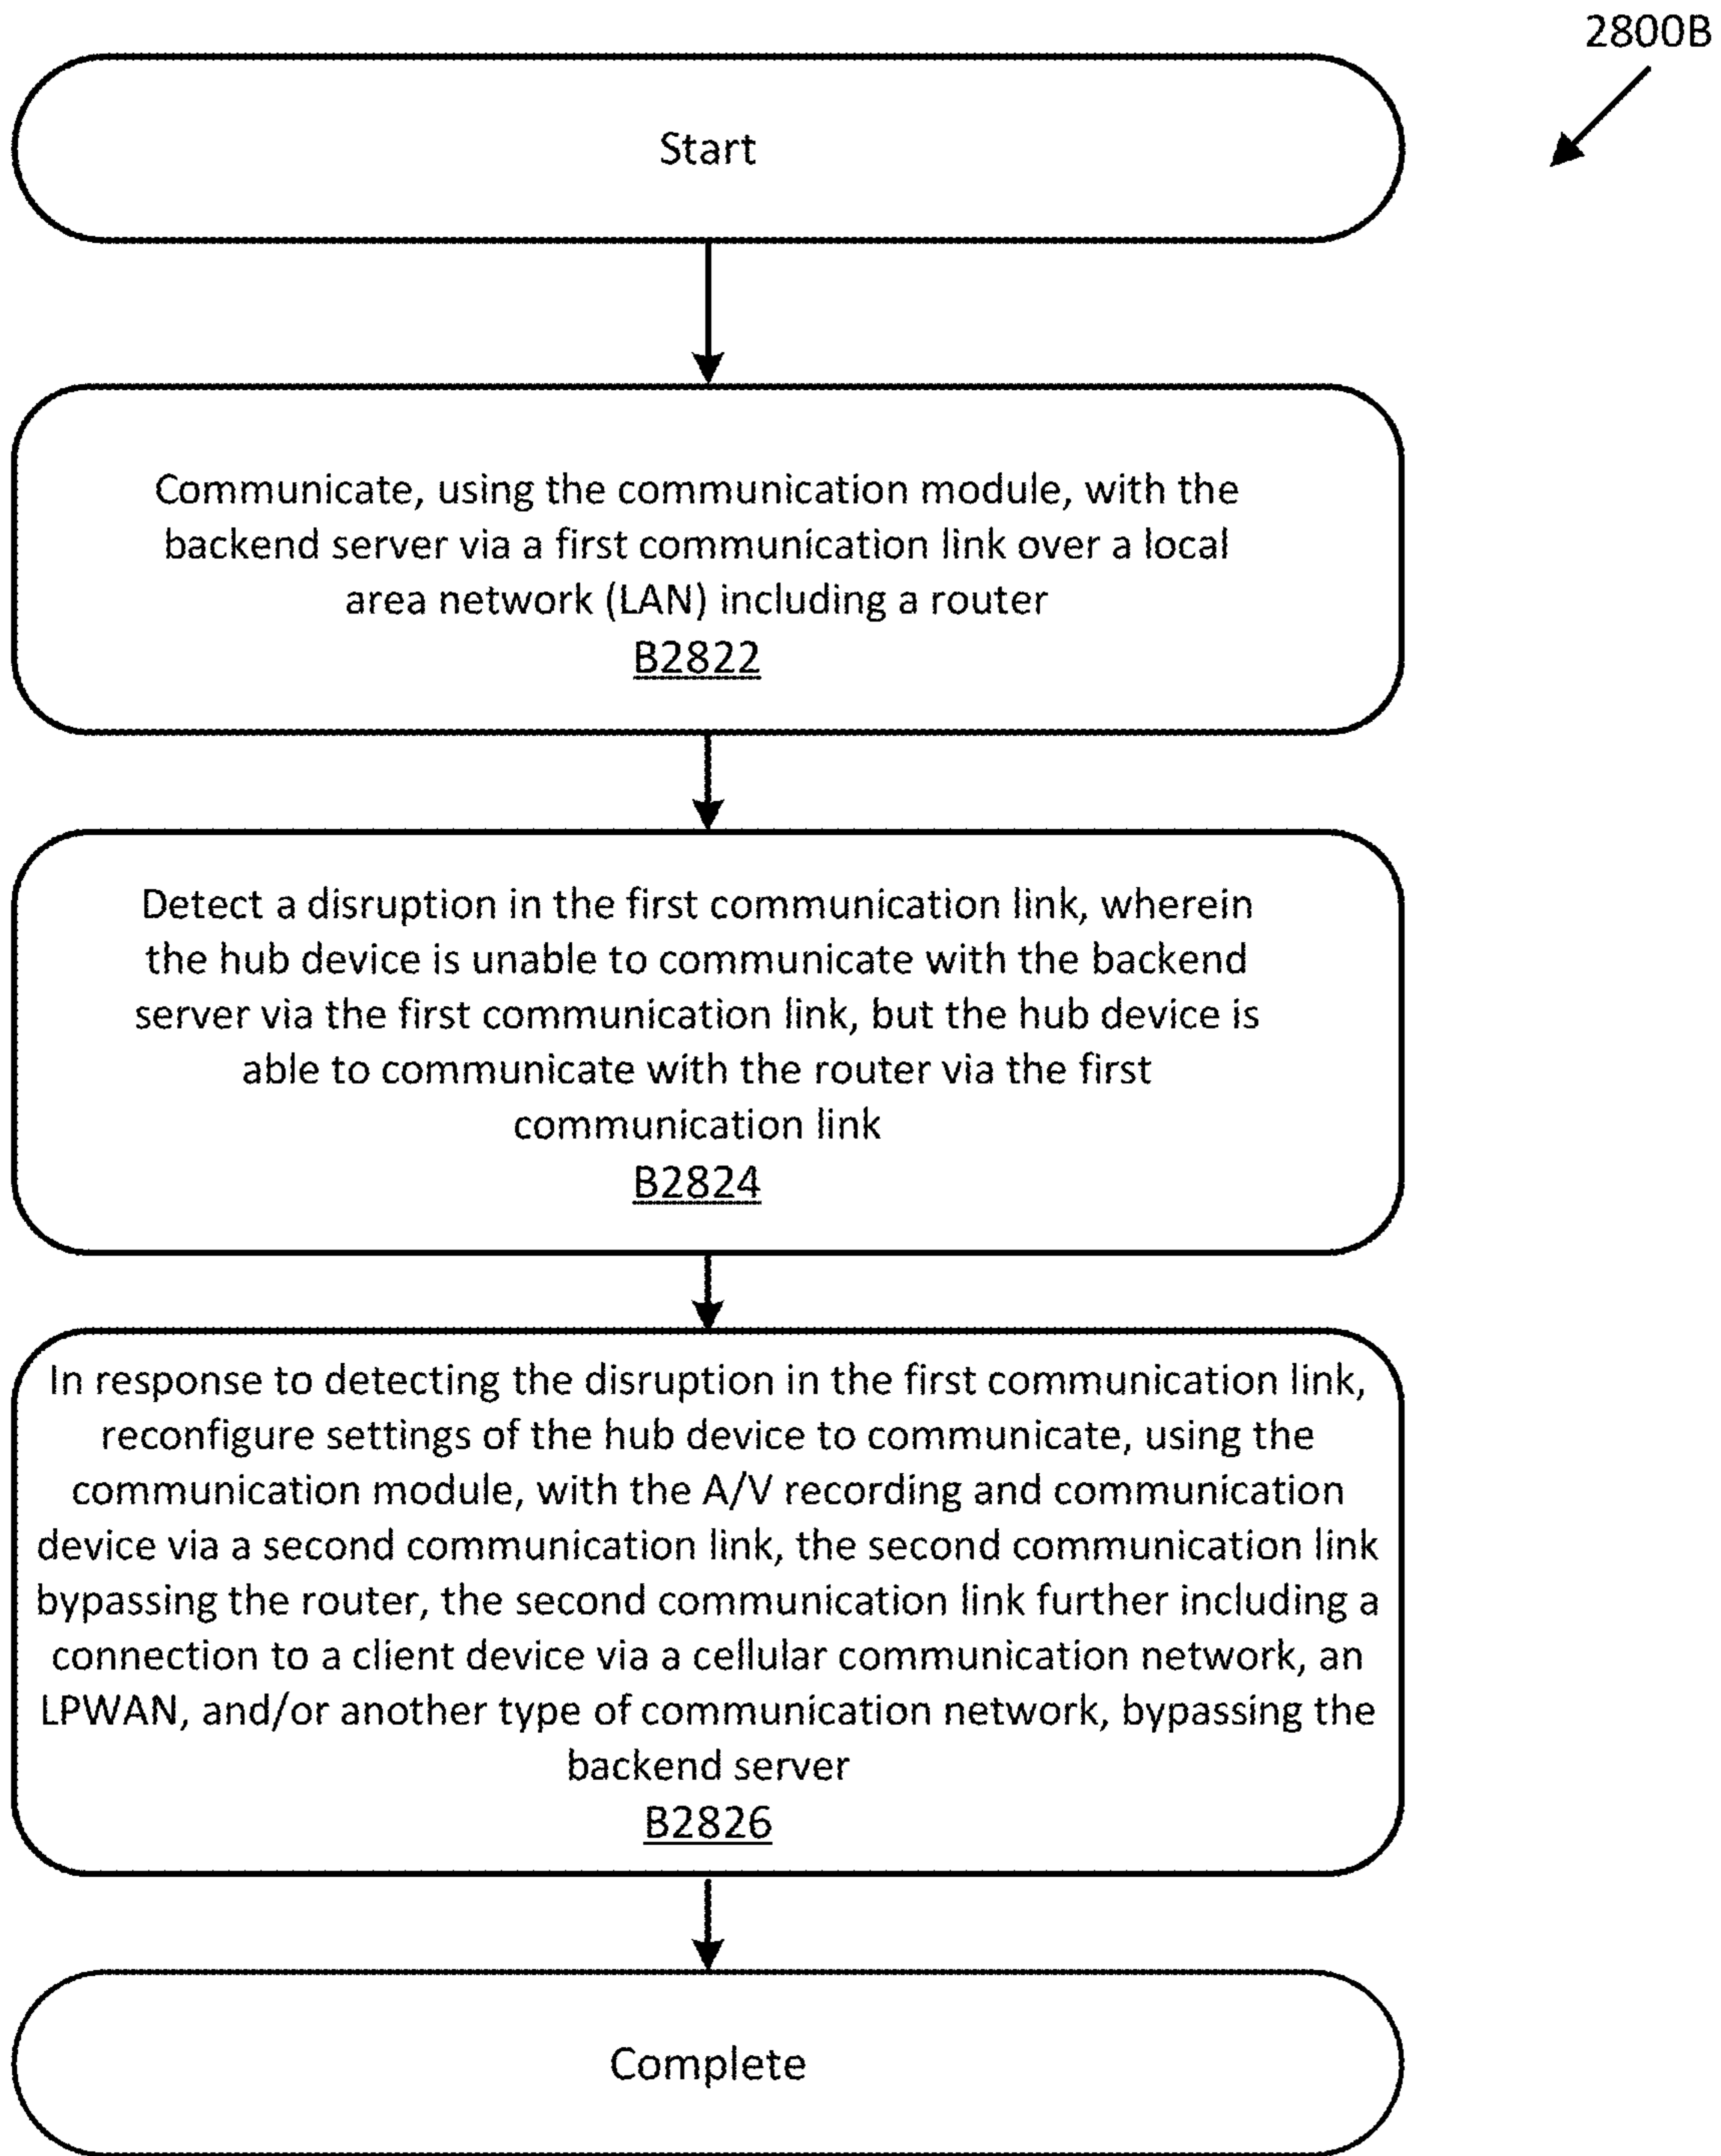 2800B
Start
Communicate, using the communication module, with the
backend server via a first communication link over a local
area network (LAN) including a router
B2822
Detect a disruption in the first communication link, wherein
the hub device is unable to communicate with the backend
server via the first communication link, but the hub device is
able to communicate with the router via the first
communication link
B2824
In response to detecting the disruption in the first communication link,
reconfigure settings of the hub device to communicate, using the
communication module, with the A/V recording and communication
device via a second communication link, the second communication link
bypassing the router, the second communication link further including a
connection to a client device via a cellular communication network, an
LPWAN, and/or another type of communication network, bypassing the
backend server
B2826
Complete